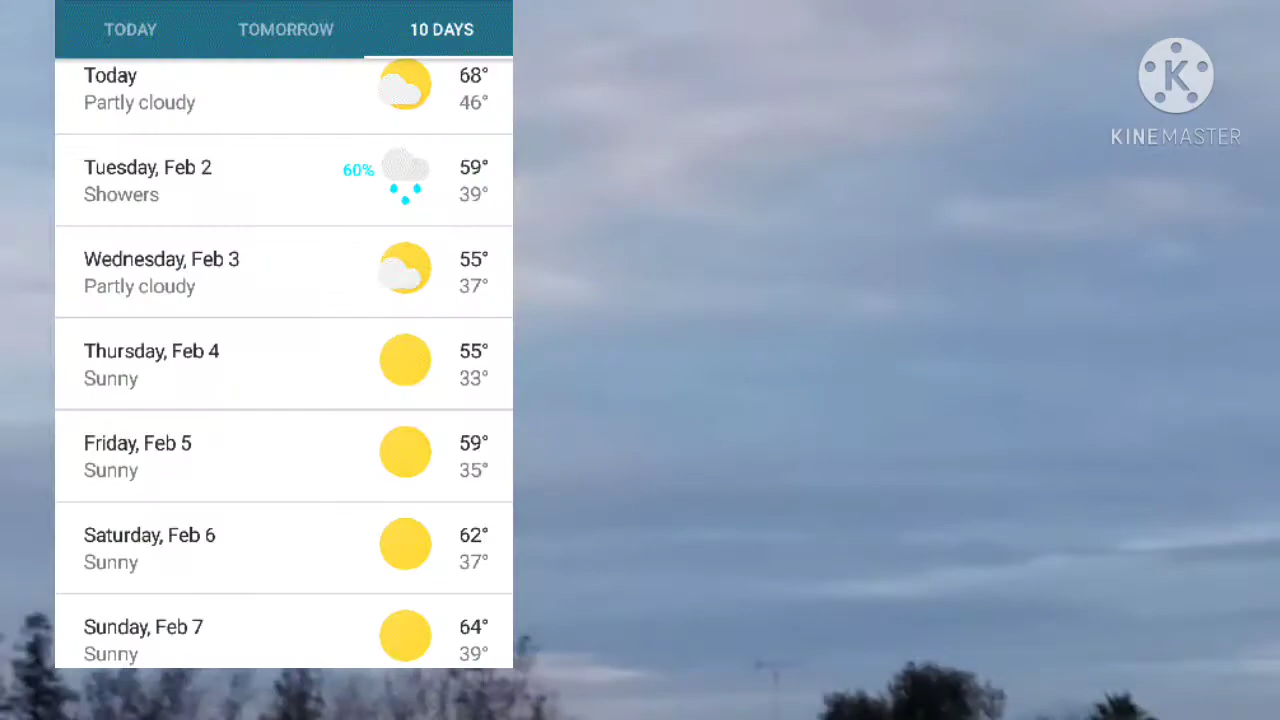 TODAY TOMORROW 10 DAYS
Today 68°
Partly cloudy 46°
Tuesday, Feb 2 60% 59°
Showers 39°
Wednesday, Feb 3 55°
Partly cloudy 37°
Thursday, Feb 4 55°
Sunny 33°
Friday, Feb 5 59°
Sunny 35°
Saturday, Feb 6 62°
Sunny 37°
Sunday, Feb 7 64°
Sunny 39°
K
KINEMASTER